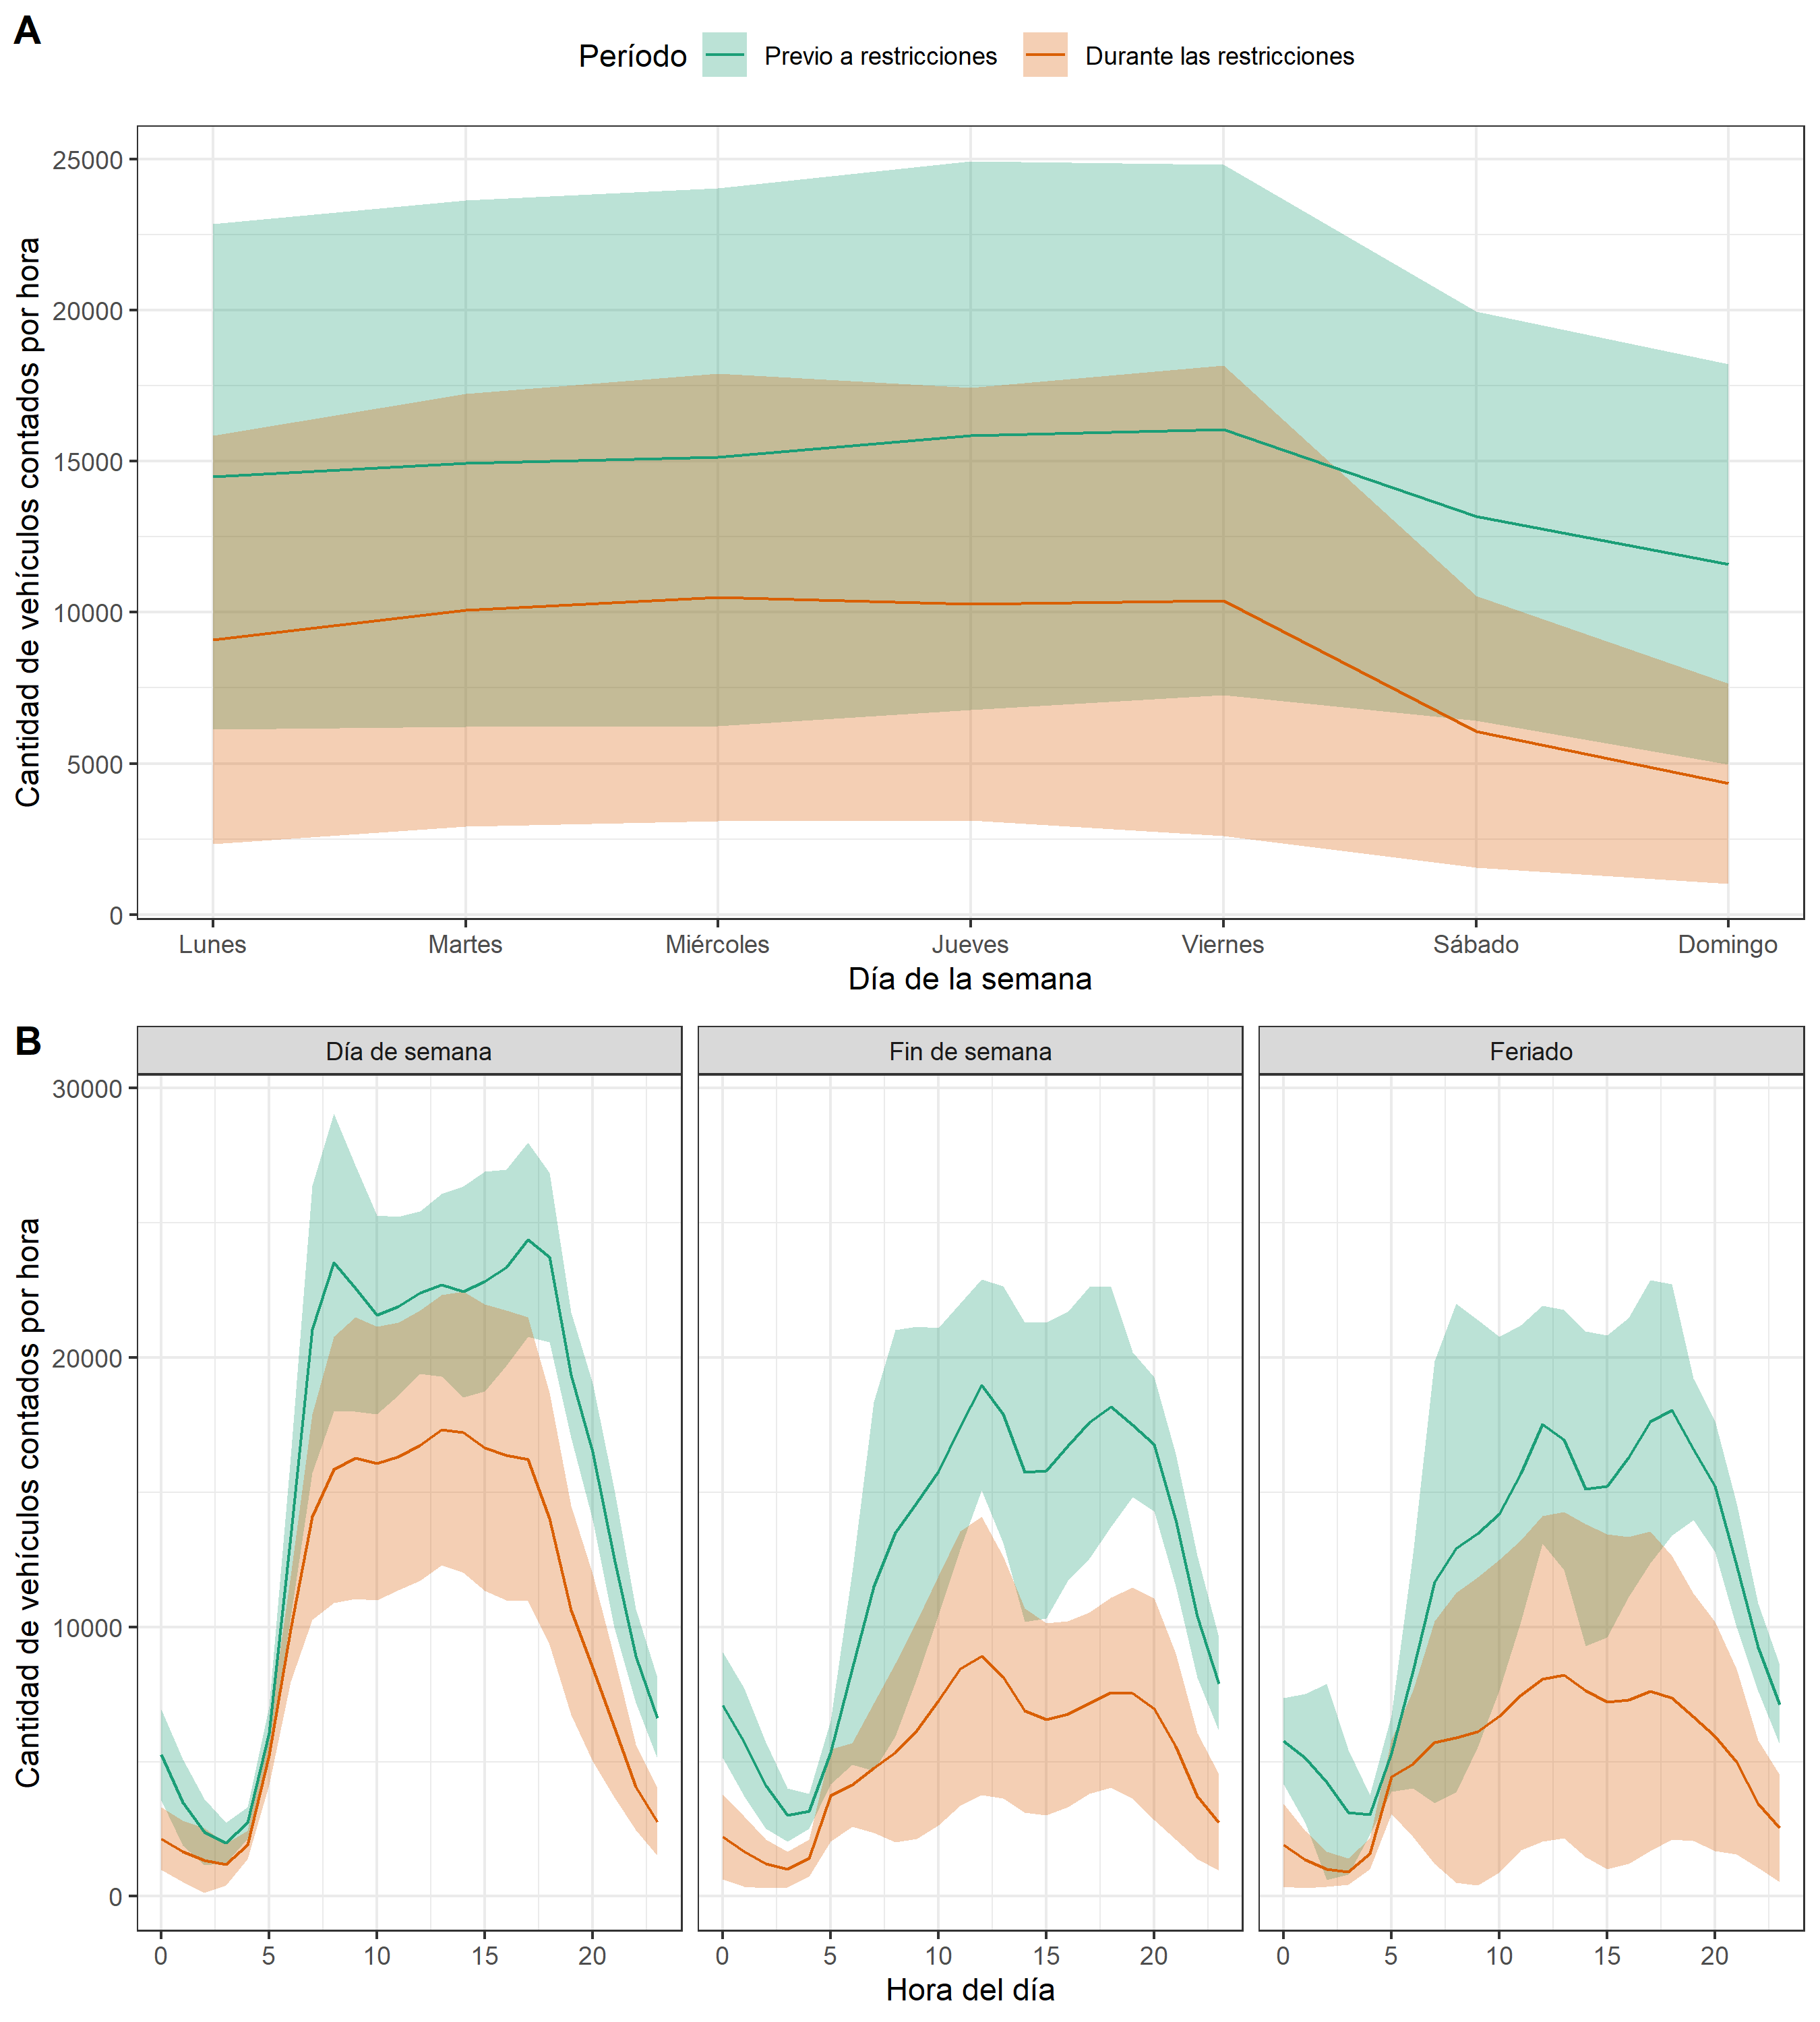 A
Período Previo a restricciones Durante las restricciones
Cantidad de vehículos contados por hora
25000
20000
15000
10000
5000
0
Lunes Martes Miércoles Jueves Viernes Sábado Domingo
Día de la semana
B
Día de semana Fin de semana Feriado
Cantidad de vehículos contados por hora
30000
20000
10000
0
0 5 10 15 20 0 5 10 15 20 0 5 10 15 20
Hora del día